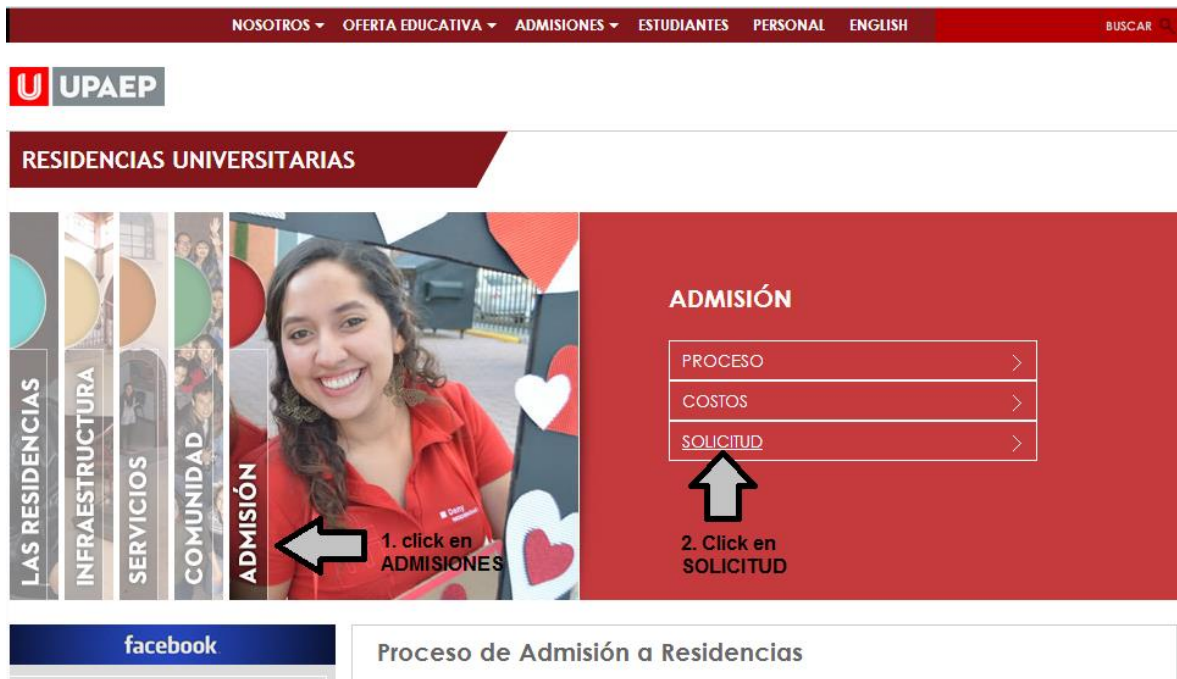 NOSOTROS OFERTA EDUCATIVA ADMISIONES ESTUDIANTES PERSONAL ENGLISH BUSCAR
U UPAEP
RESIDENCIAS UNIVERSITARIAS
LAS RESIDENCIAS
INFRAESTRUCTURA
SERVICIOS
COMUNIDAD
ADMISIÓN
Daisy
1. click en
ADMISIONES
ADMISIÓN
PROCESO
COSTOS
SOLICITUD
2. Click en
SOLICITUD
facebook
Proceso de Admisión a Residencias